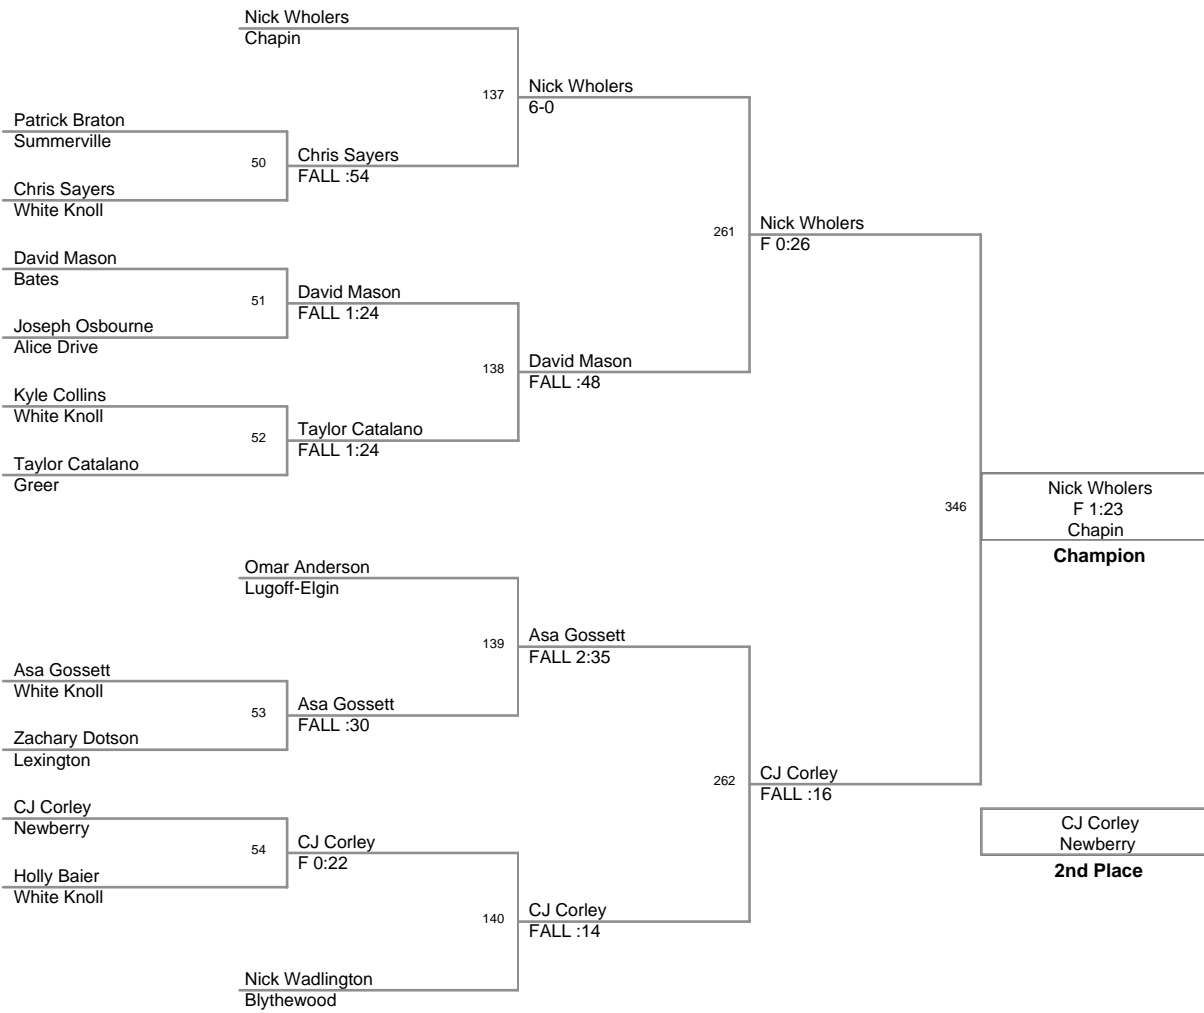 Nick Wholers
Chapin
137
Nick Wholers
6-0
Patrick Braton
Summerville
50
Chris Sayers
FALL :54
Chris Sayers
White Knoll
261
Nick Wholers
F 0:26
David Mason
Bates
51
David Mason
FALL 1:24
Joseph Osbourne
Alice Drive
138
David Mason
FALL :48
Kyle Collins
White Knoll
52
Taylor Catalano
FALL 1:24
Taylor Catalano
Greer
346
Nick Wholers
F 1:23
Chapin
Champion
Omar Anderson
Lugoff-Elgin
139
Asa Gossett
FALL 2:35
Asa Gossett
White Knoll
53
Asa Gossett
FALL :30
Zachary Dotson
Lexington
262
CJ Corley
FALL :16
CJ Corley
Newberry
54
CJ Corley
F 0:22
Holly Baier
White Knoll
140
CJ Corley
FALL :14
Nick Wadlington
Blythewood
CJ Corley
Newberry
2nd Place